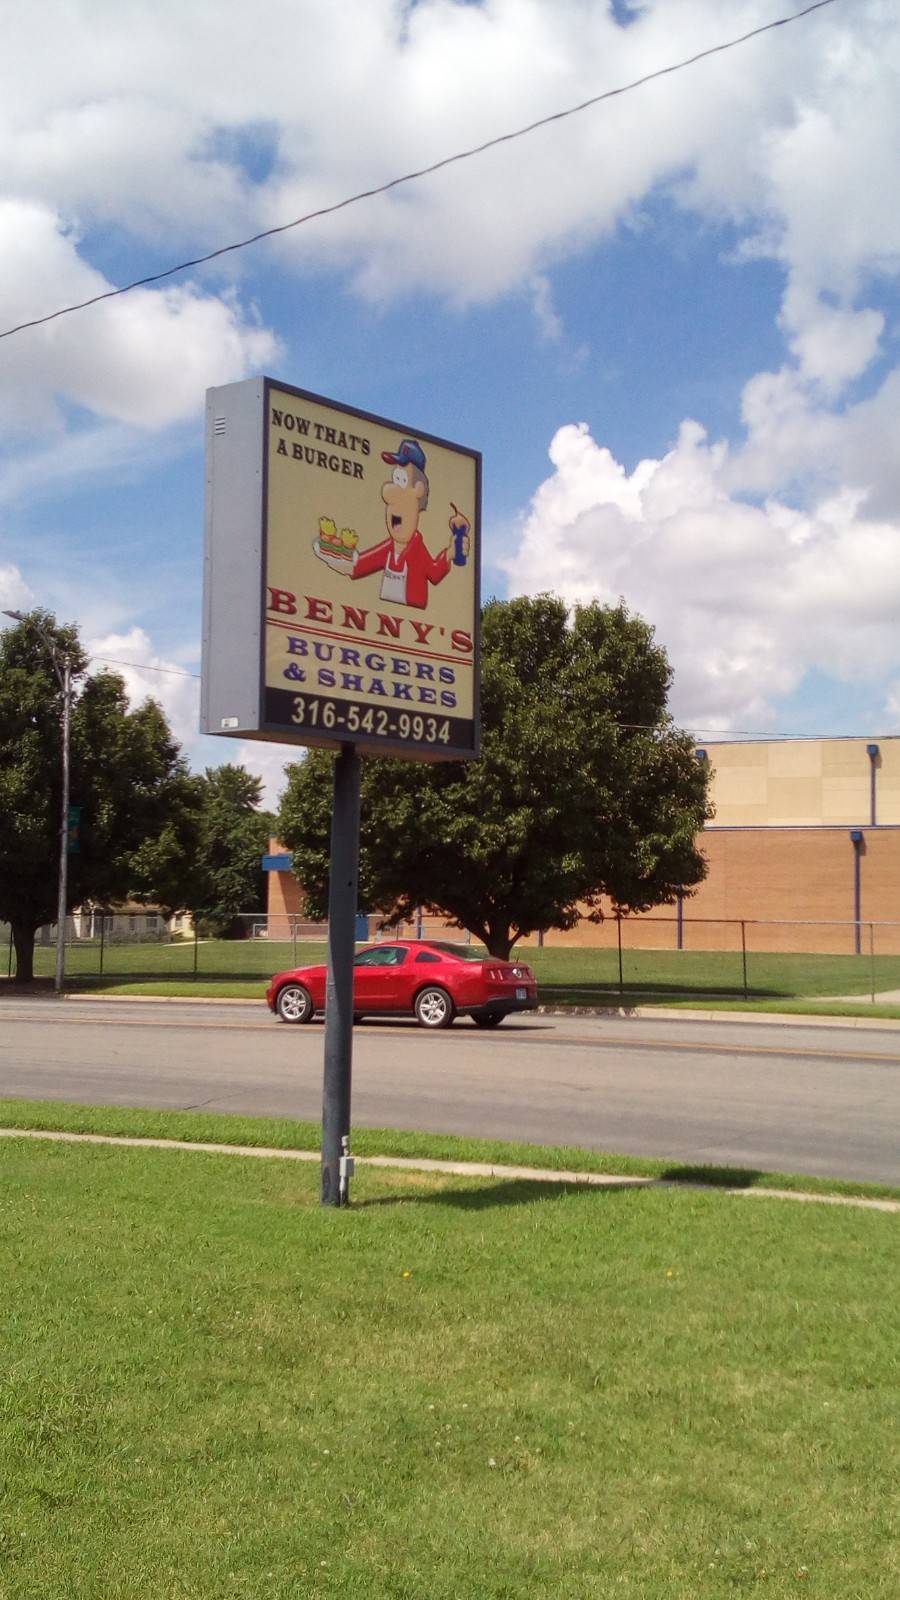 NOW THAT'S
A BURGER
BENNY'S
BURGERS
& SHAKES
316-542-9934